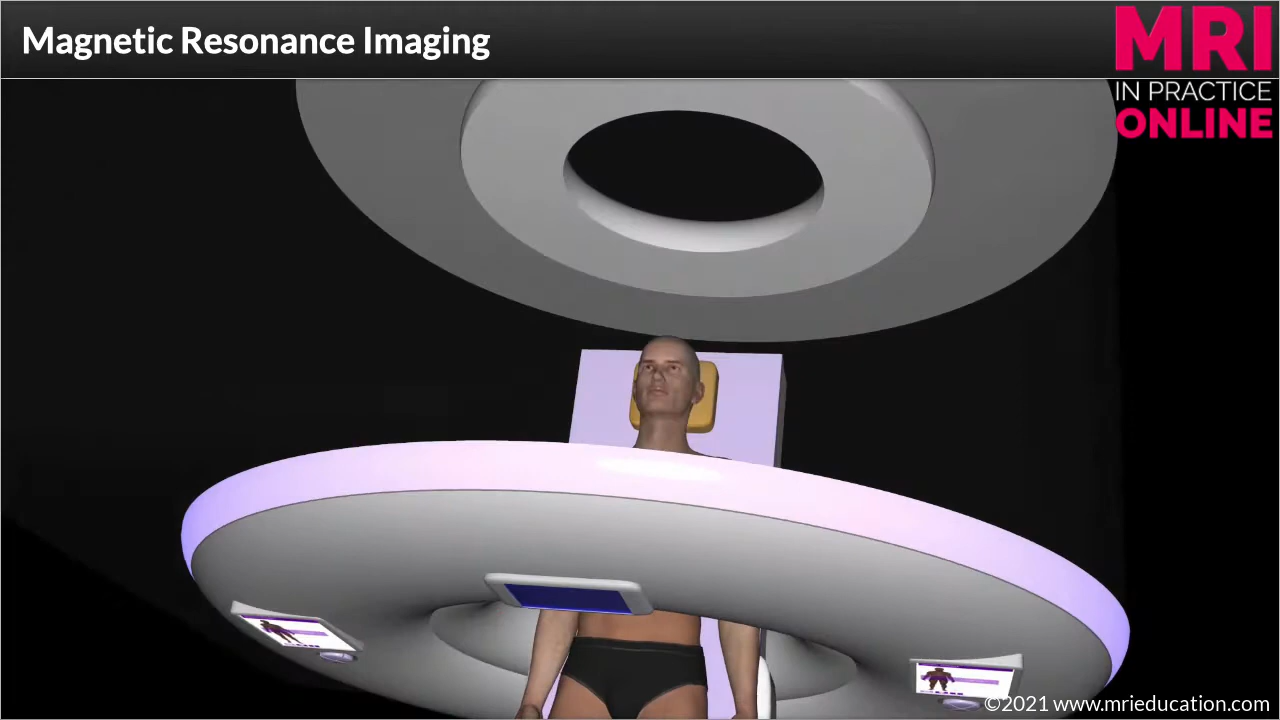 Magnetic Resonance Imaging
MRI
IN PRACTICE
ONLINE
©2021 www.mrieducation.com